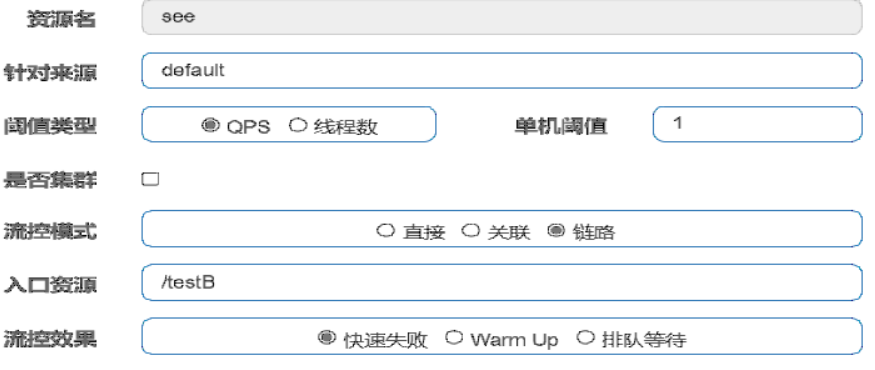 资源名 see
针对来源 default
阈值类型 QPS 线程数 单机阈值 1
是否集群
流控模式 直接 关联 链路
入口资源 /testB
流控效果 快速失败 Warm Up 排队等待